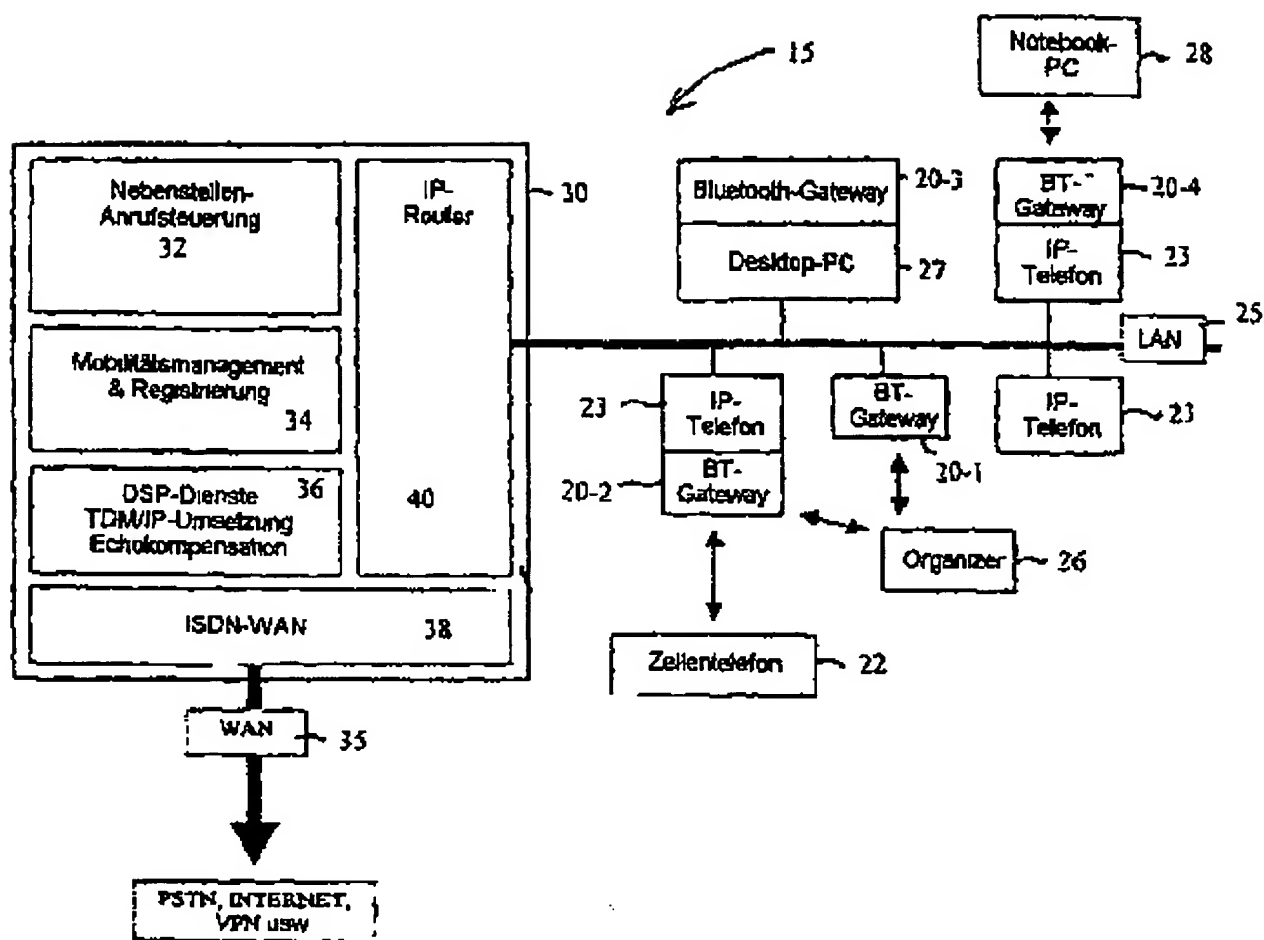 15
Notebook-
PC
28
Nebenstellen-
Anrufsteuerung
32
IP-
Router
30
Bluetooth-Gateway
20-3
BT-
Gateway
20-4
Desktop-PC
27
IP-
Telefon
23
25
LAN
Mobilitätsmanagement
& Registrierung
34
23
IP-
Telefon
BT-
Gateway
20-1
IP-
Telefon
23
20-2
BT-
Gateway
DSP-Dienste
36
TDM/IP-Umsetzung
Echokompensation
40
Organizer
26
ISDN-WAN
38
Zellentelefon
22
WAN
35
PSTN, INTERNET,
VPN usw